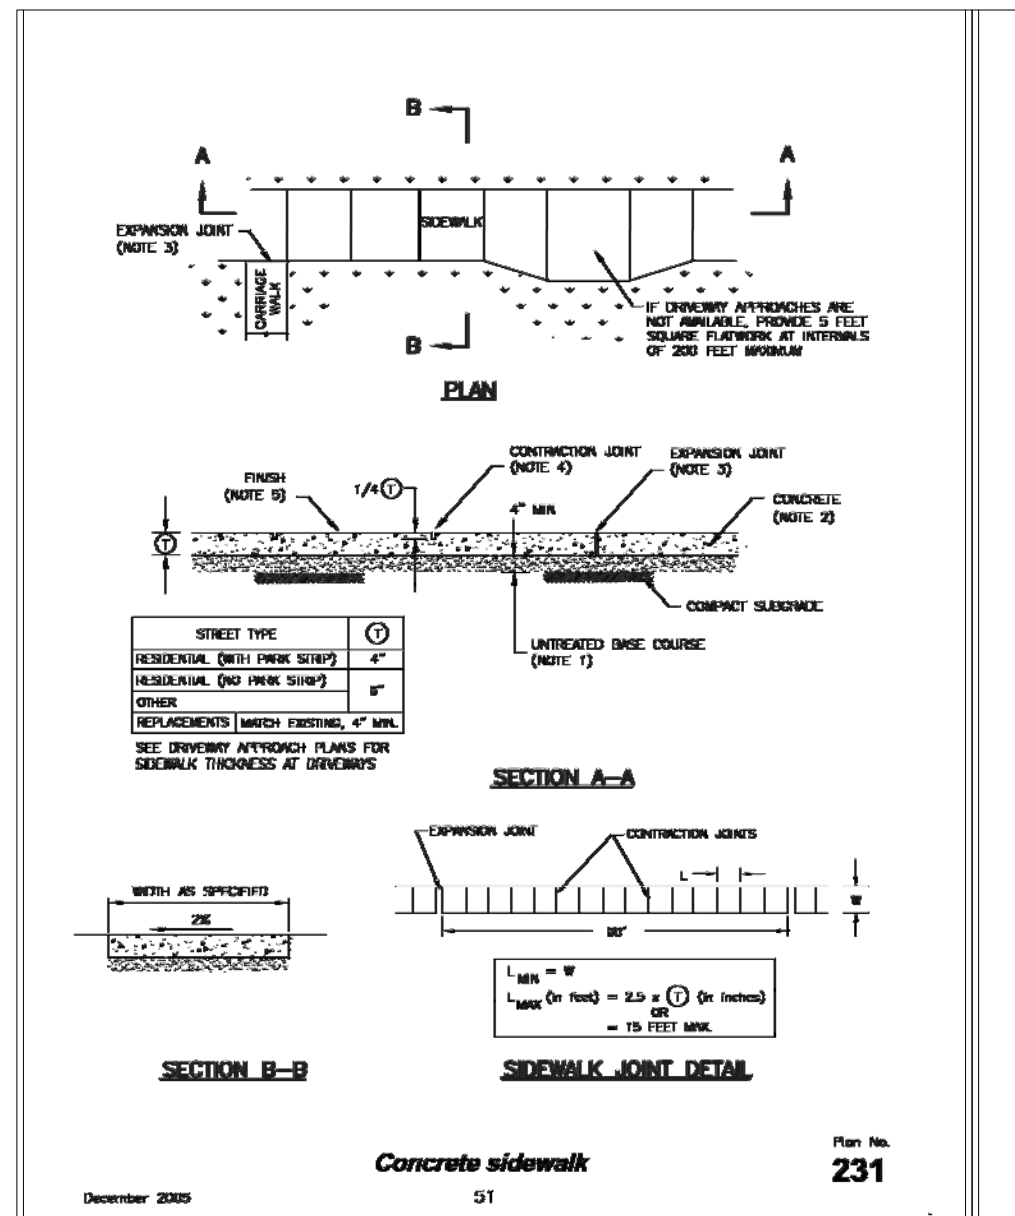 B
A
A
SIDEWALK
EXPANSION JOINT
(NOTE 3)
CARRIAGE
WALK
IF DRIVEWAY APPROACHES ARE
NOT AVAILABLE, PROVIDE 5 FEET
SQUARE FLATWORK AT INTERVALS
OF 200 FEET MAXIMUM
B
PLAN
CONTRACTION JOINT
(NOTE 4)
EXPANSION JOINT
(NOTE 3)
FINISH
(NOTE 5)
1/4 T
4" MIN.
CONCRETE
(NOTE 2)
T
COMPACT SUBGRADE
UNTREATED BASE COURSE
(NOTE 1)
STREET TYPE T
RESIDENTIAL (WITH PARK STRIP) 4"
RESIDENTIAL (NO PARK STRIP)
OTHER
REPLACEMENTS MATCH EXISTING, 4" MIN.
SEE DRIVEWAY APPROACH PLANS FOR
SIDEWALK THICKNESS AT DRIVEWAYS
SECTION A–A
EXPANSION JOINT
CONTRACTION JOINTS
L
W
WIDTH AS SPECIFIED
2%
L MIN = W
L MAX (in feet) = 2.5 x T (in inches)
OR
= 15 FEET MAX.
SECTION B–B
SIDEWALK JOINT DETAIL
Concrete sidewalk
Plan No.
231
December 2005
51